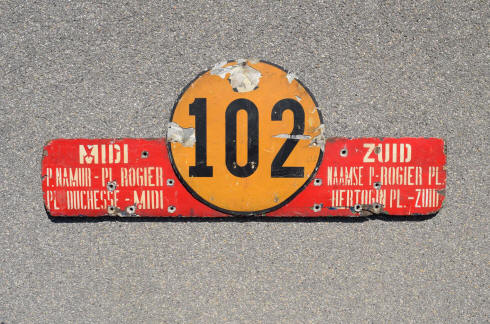 102
MIDI
P. NAMUR - PL. ROGIER
PL. DUCHESSE - MIDI
ZUID
NAAMSE P.-ROGIER PL.
HERTOGIN PL. - ZUID